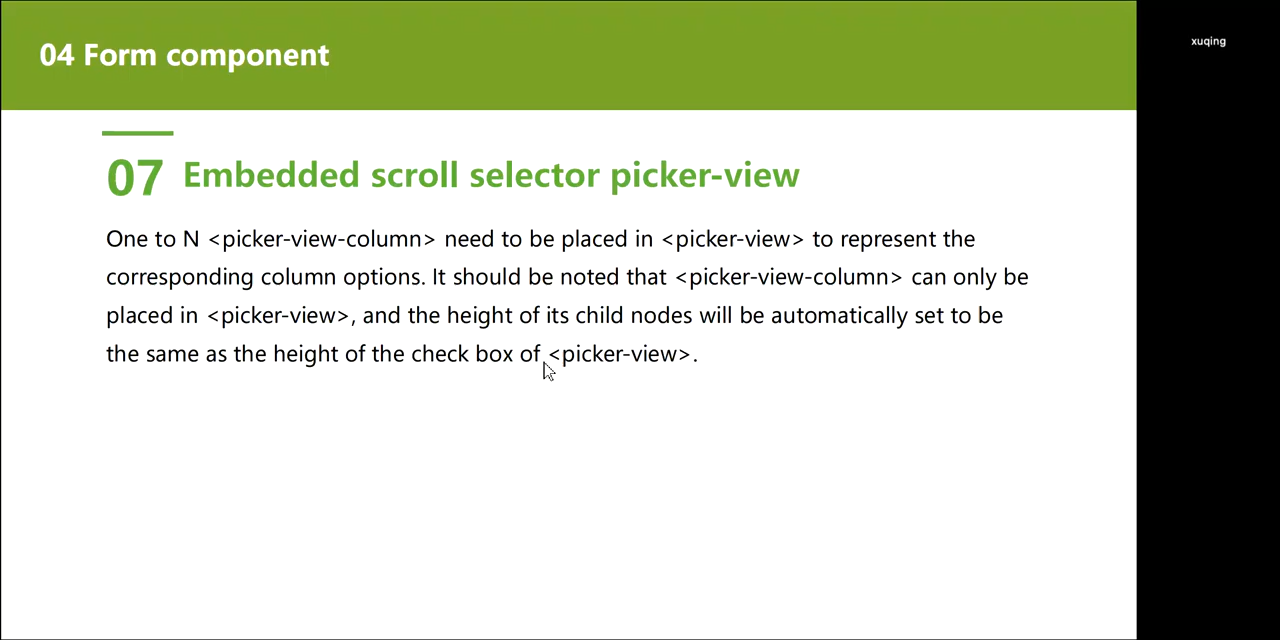 04 Form component
xuqing
07 Embedded scroll selector picker-view
One to N <picker-view-column> need to be placed in <picker-view> to represent the
corresponding column options. It should be noted that <picker-view-column> can only be
placed in <picker-view>, and the height of its child nodes will be automatically set to be
the same as the height of the check box of <picker-view>.